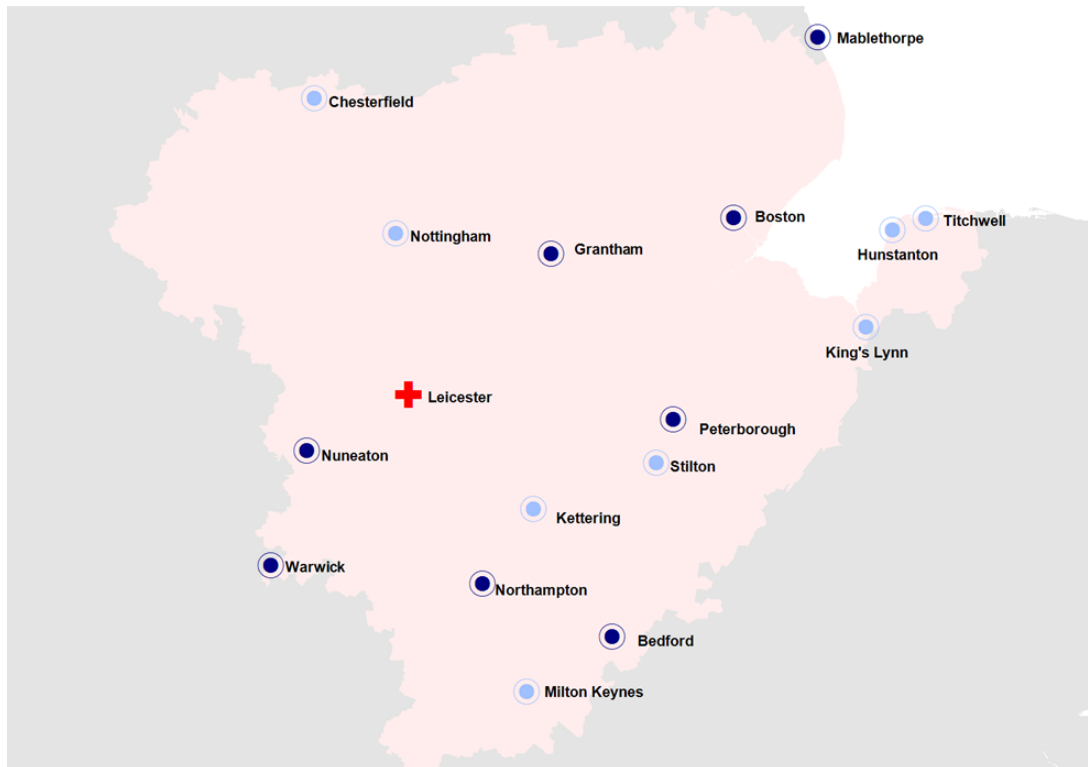 Mablethorpe
Chesterfield
Boston
Titchwell
Nottingham
Grantham
Hunstanton
King's Lynn
Leicester
Peterborough
Nuneaton
Stilton
Kettering
Warwick
Northampton
Bedford
Milton Keynes